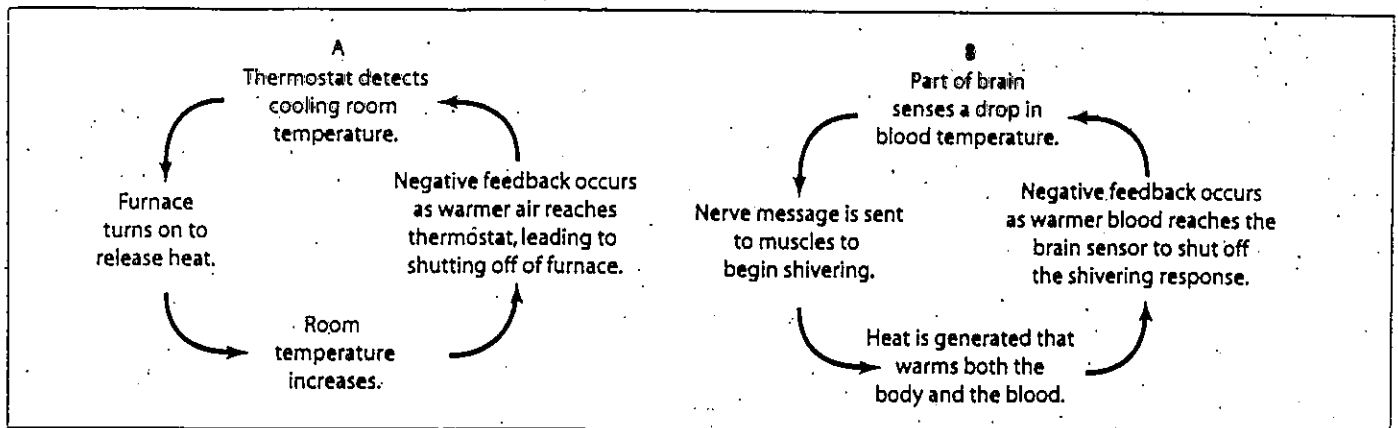 A
Thermostat detects
cooling room
temperature.
Furnace
turns on to
release heat.
Room
temperature
increases.
Negative feedback occurs
as warmer air reaches
thermostat, leading to
shutting off of furnace.
B
Part of brain
senses a drop in
blood temperature.
Nerve message is sent
to muscles to
begin shivering.
Heat is generated that
warms both the
body and the blood.
Negative feedback occurs
as warmer blood reaches the
brain sensor to shut off
the shivering response.